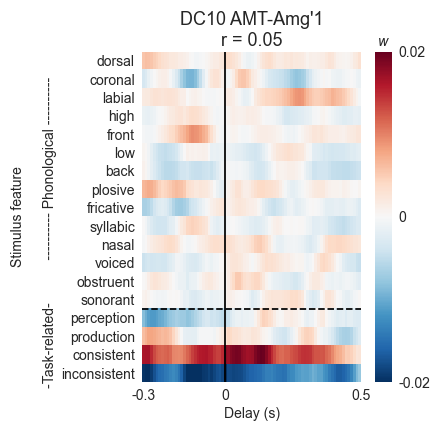 DC10 AMT-Amg'1
r = 0.05
w
Stimulus feature
---------- Phonological ----------
-Task-related-
dorsal
coronal
labial
high
front
low
back
plosive
fricative
syllabic
nasal
voiced
obstruent
sonorant
perception
production
consistent
inconsistent
0.02
0
-0.02
-0.3
0
0.5
Delay (s)